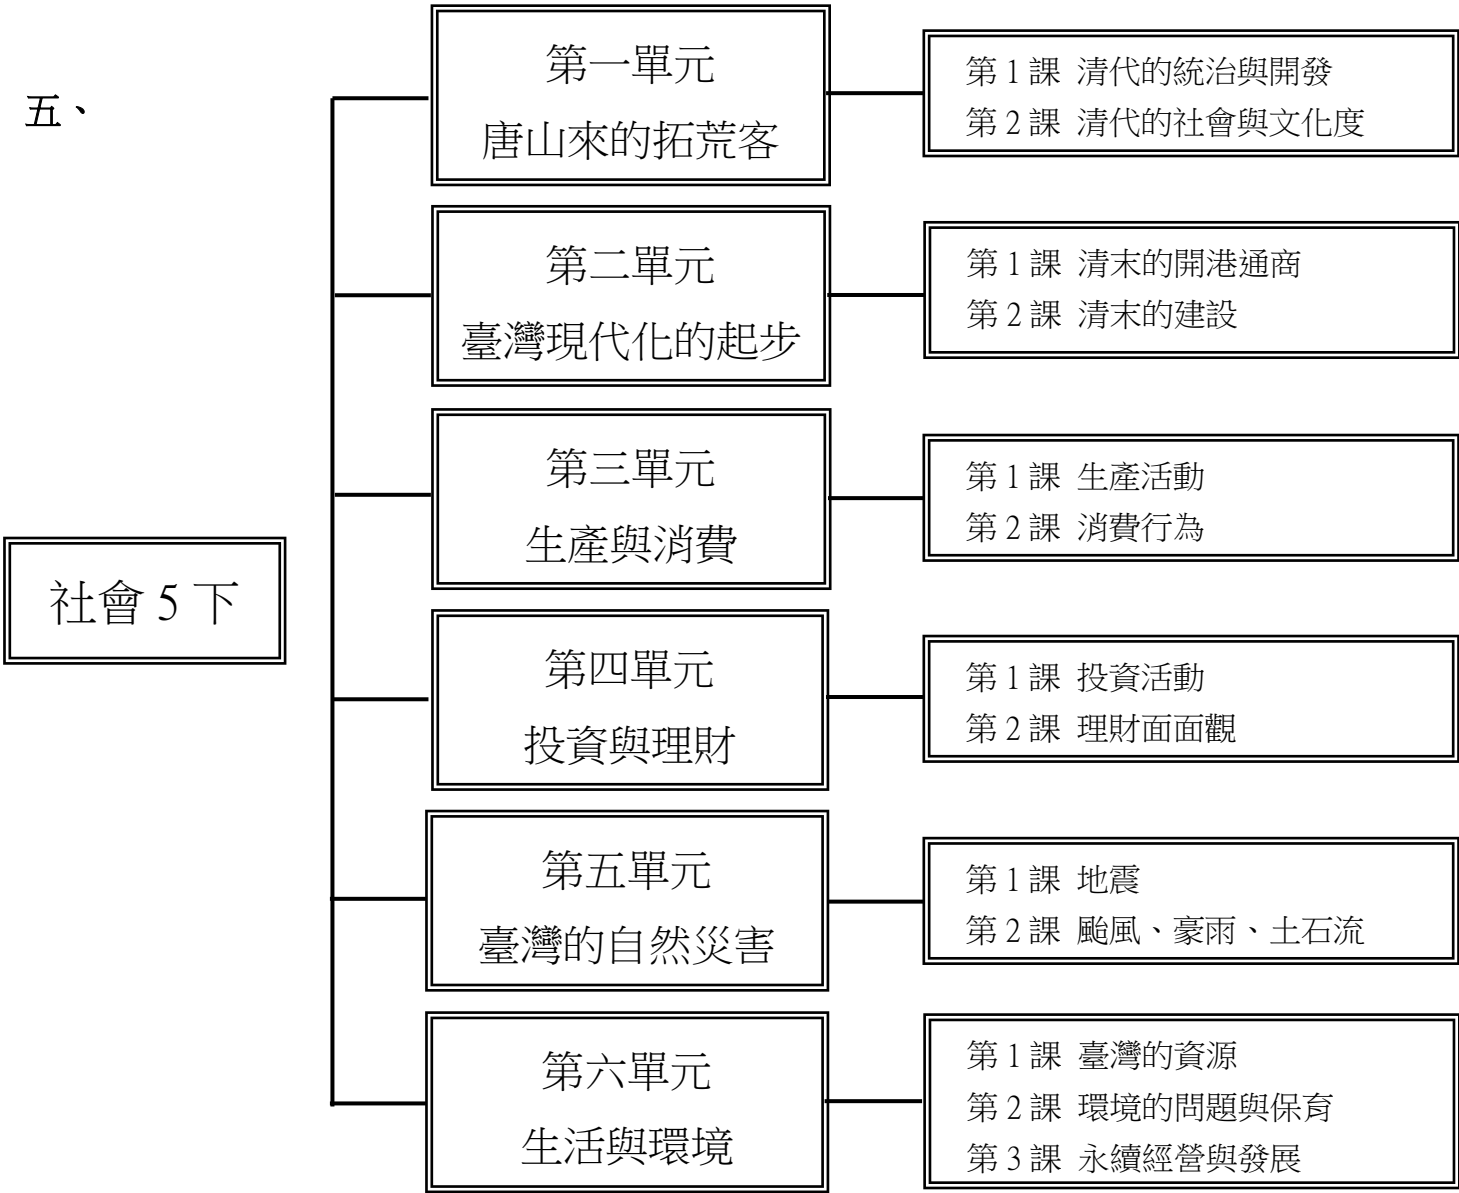 五、
社會 5 下
第一單元
唐山來的拓荒客
第 1 課 清代的統治與開發
第 2 課 清代的社會與文化度
第二單元
臺灣現代化的起步
第 1 課 清末的開港通商
第 2 課 清末的建設
第三單元
生產與消費
第 1 課 生產活動
第 2 課 消費行為
第四單元
投資與理財
第 1 課 投資活動
第 2 課 理財面面觀
第五單元
臺灣的自然災害
第 1 課 地震
第 2 課 颱風、豪雨、土石流
第六單元
生活與環境
第 1 課 臺灣的資源
第 2 課 環境的問題與保育
第 3 課 永續經營與發展